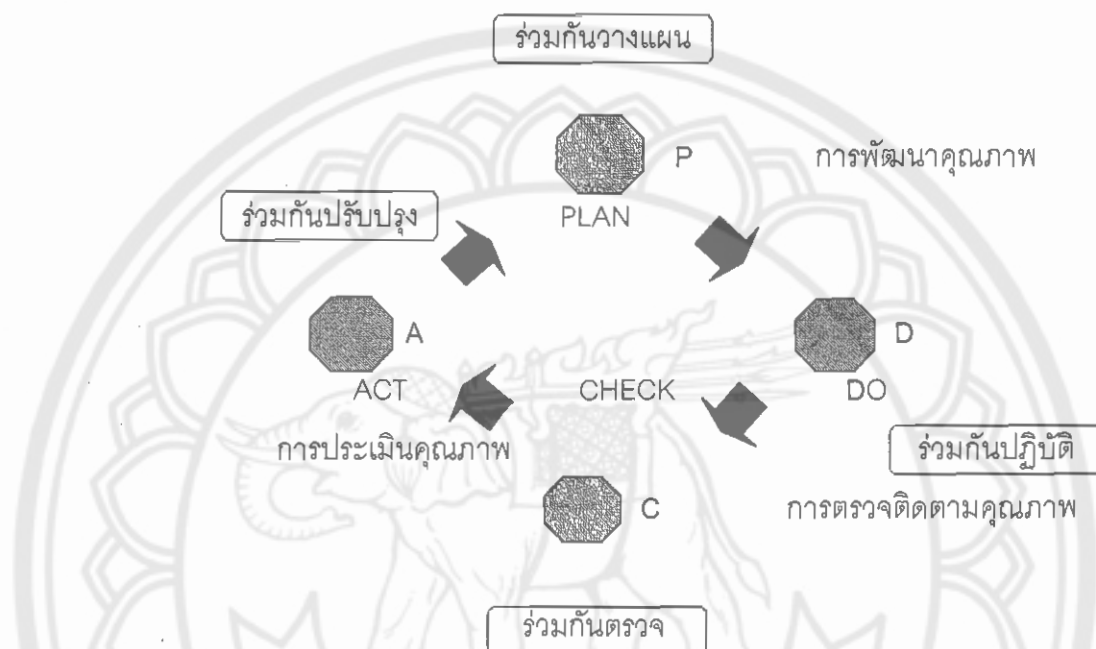 ร่วมกันวางแผน
P
การพัฒนาคุณภาพ
ร่วมกันปรับปรุง
PLAN
A
D
ACT
CHECK
DO
การประเมินคุณภาพ
ร่วมกันปฏิบัติ
C
การตรวจติดตามคุณภาพ
ร่วมกันตรวจ